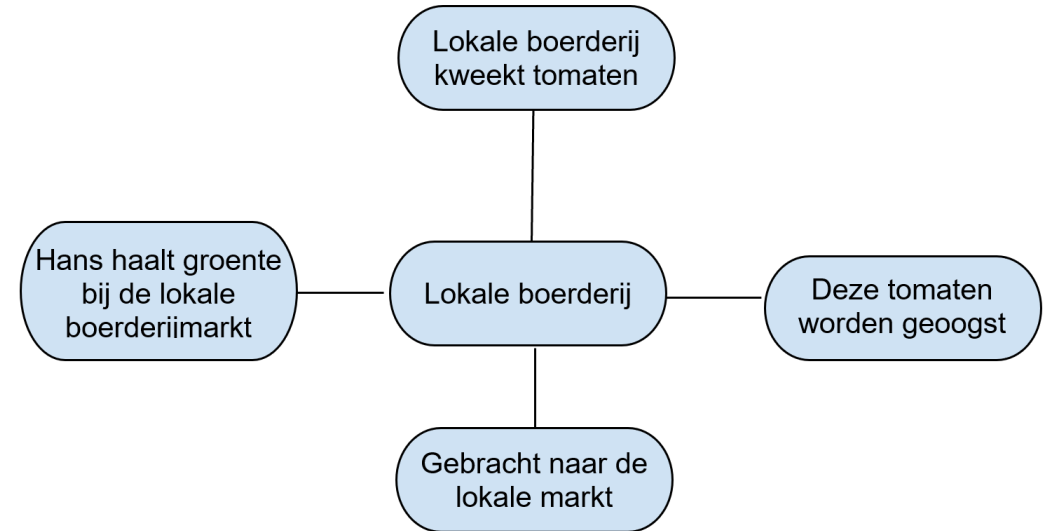 Lokale boerderij
kweekt tomaten
Hans haalt groente
bij de lokale
boerderiimarkt
Lokale boerderij
Deze tomaten
worden geoogst
Gebracht naar de
lokale markt